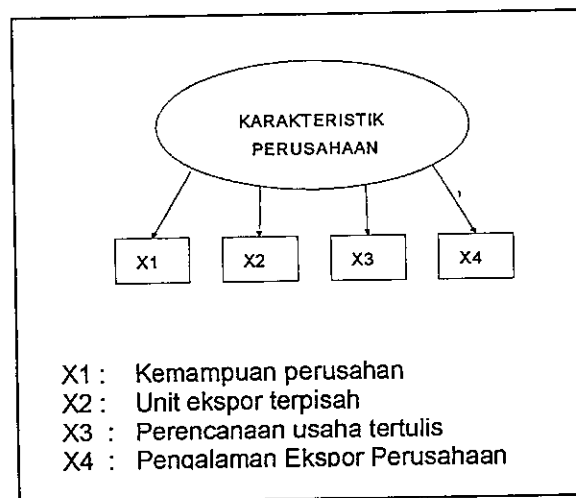 KARAKTERISTIK
PERUSAHAAN
X1 X2 X3 X4
X1 : Kemampuan perusahan
X2 : Unit ekspor terpisah
X3 : Perencanaan usaha tertulis
X4 : Pengalaman Ekspor Perusahaan